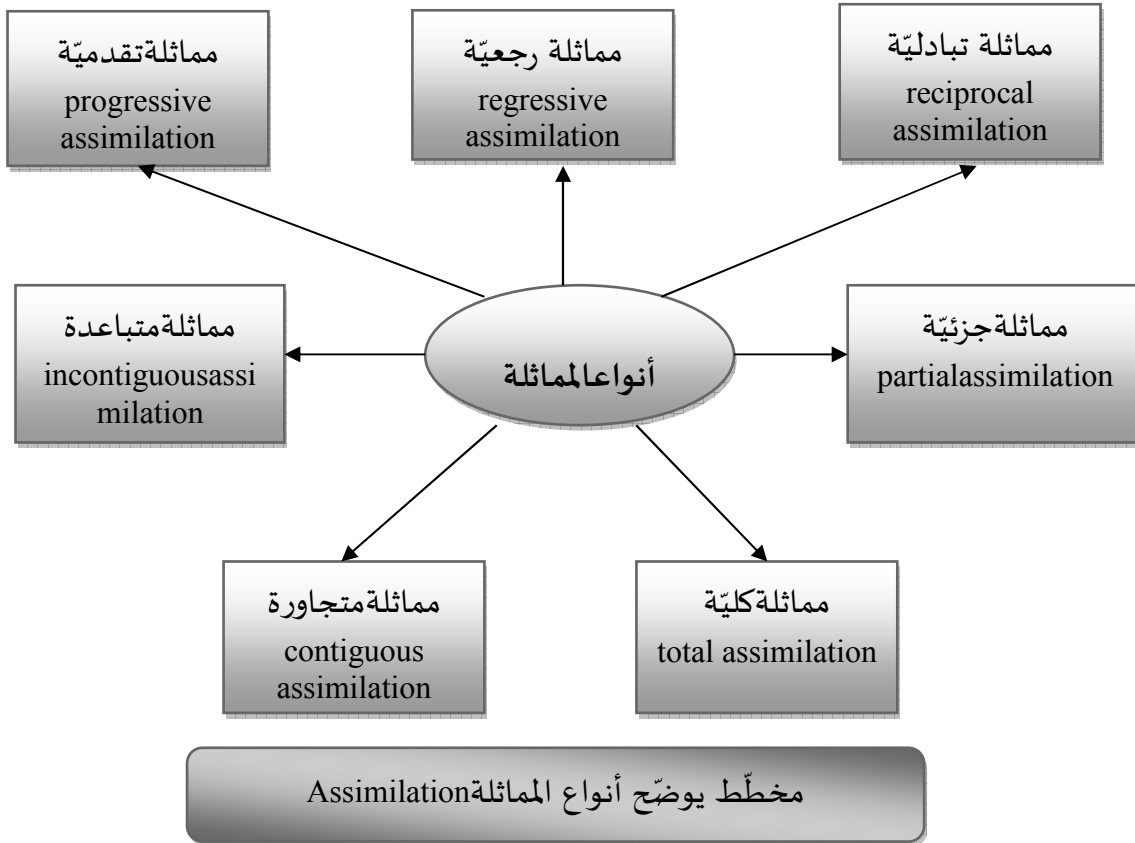 مماثلة تبادليّة
reciprocal
assimilation
مماثلة رجعيّة
regressive
assimilation
مماثلةتقدميّة
progressive
assimilation
مماثلةجزئيّة
partialassimilation
أنواعالمماثلة
مماثلةمتباعدة
incontiguousassi
milation
مماثلةكليّة
total assimilation
مماثلةمتجاورة
contiguous
assimilation
مخطّط يوضّح أنواع المماثلةAssimilation